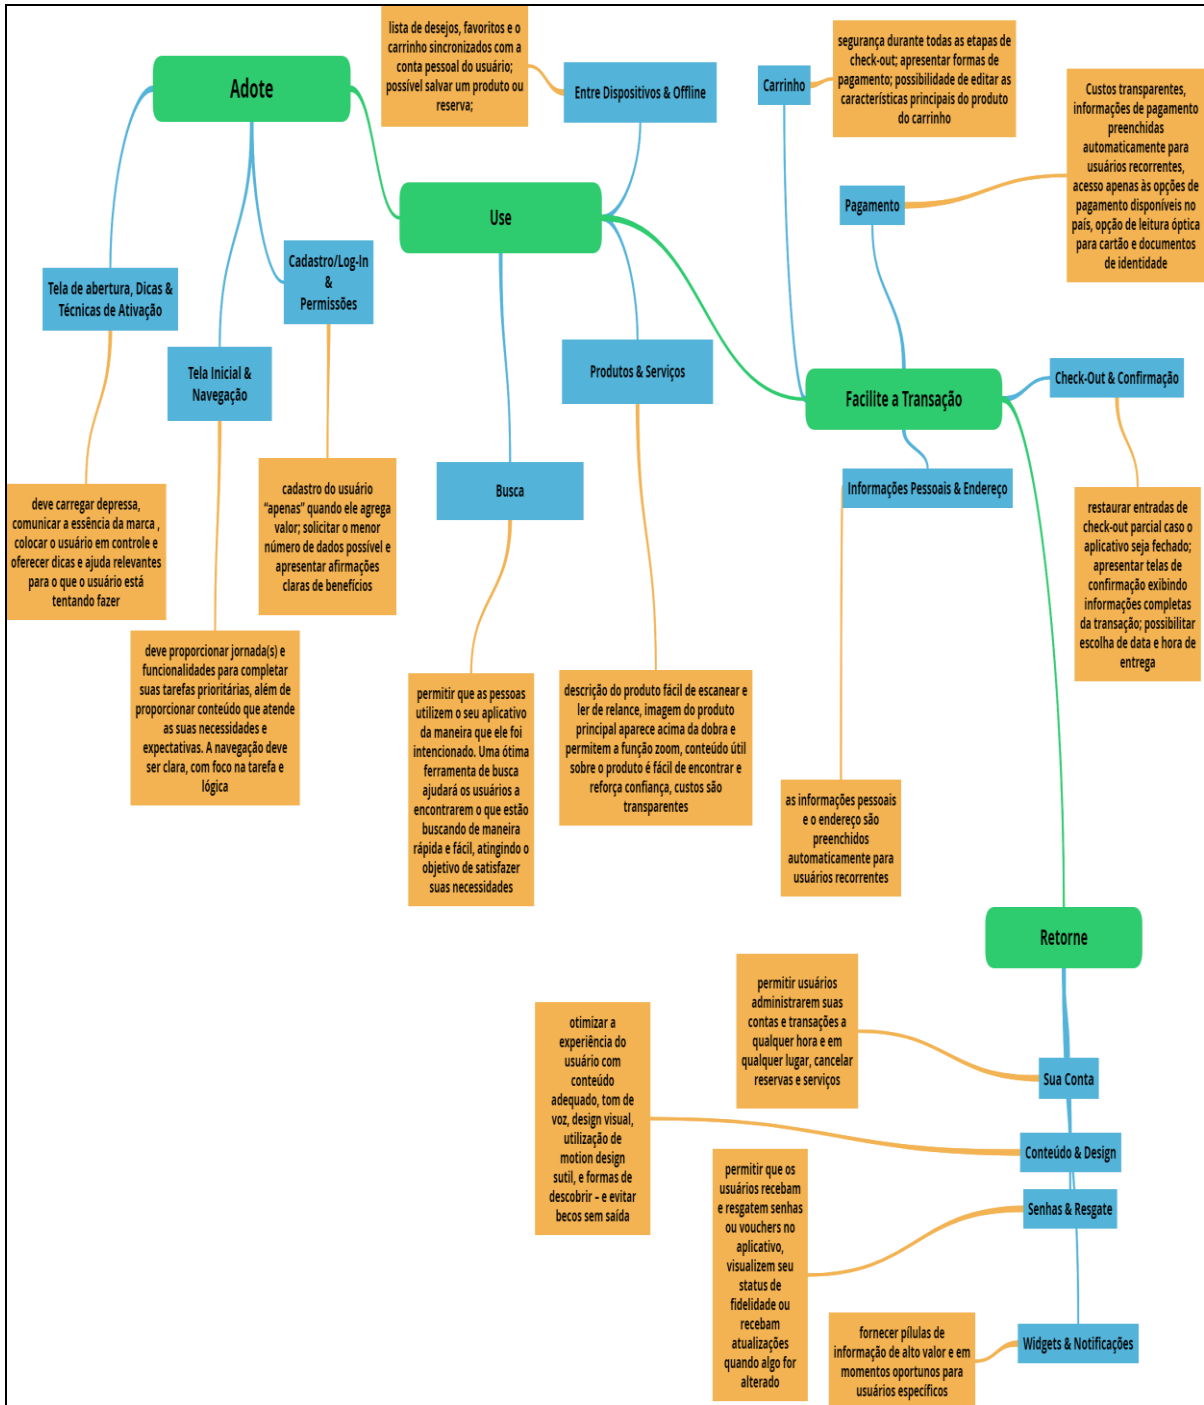 Adote
Tela de abertura, Dicas &
Técnicas de Ativação
deve carregar depressa,
comunicar a essência da marca ,
colocar o usuário em controle e
oferecer dicas e ajuda relevantes
para o que o usuário está
tentando fazer
Tela Inicial &
Navegação
deve proporcionar jornada(s) e
funcionalidades para completar
suas tarefas prioritárias, além de
proporcionar conteúdo que atende
as suas necessidades e
expectativas. A navegação deve
ser clara, com foco na tarefa e
lógica
Cadastro/Log-In
&
Permissões
cadastro do usuário
“apenas” quando ele agrega
valor; solicitar o menor
número de dados possível e
apresentar afirmações
claras de benefícios
Use
lista de desejos, favoritos e o
carrinho sincronizados com a
conta pessoal do usuário;
possível salvar um produto ou
reserva;
Entre Dispositivos & Offline
Busca
permitir que as pessoas
utilizem o seu aplicativo
da maneira que ele foi
intencionado. Uma ótima
ferramenta de busca
ajudará os usuários a
encontrarem o que estão
buscando de maneira
rápida e fácil, atingindo o
objetivo de satisfazer
suas necessidades
Produtos & Serviços
descrição do produto fácil de escanear e
ler de relance, imagem do produto
principal aparece acima da dobra e
permitem a função zoom, conteúdo útil
sobre o produto é fácil de encontrar e
reforça confiança, custos são
transparentes
Facilite a Transação
Carrinho
segurança durante todas as etapas de
check-out; apresentar formas de
pagamento; possibilidade de editar as
características principais do produto
do carrinho
Pagamento
Custos transparentes,
informações de pagamento
preenchidas
automaticamente para
usuários recorrentes,
acesso apenas às opções de
pagamento disponíveis no
país, opção de leitura óptica
para cartão e documentos
de identidade
Informações Pessoais & Endereço
as informações pessoais
e o endereço são
preenchidos
automaticamente para
usuários recorrentes
Check-Out & Confirmação
restaurar entradas de
check-out parcial caso o
aplicativo seja fechado;
apresentar telas de
confirmação exibindo
informações completas
da transação; possibilitar
escolha de data e hora de
entrega
Retorne
Sua Conta
permitir usuários
administrarem suas
contas e transações a
qualquer hora e em
qualquer lugar, cancelar
reservas e serviços
Conteúdo & Design
otimizar a
experiência do
usuário com
conteúdo
adequado, tom de
voz, design visual,
utilização de
motion design
sutil, e formas de
descobrir – e evitar
becos sem saída
Senhas & Resgate
permitir que os
usuários recebam
e resgatem senhas
ou vouchers no
aplicativo,
visualizem seu
status de
fidelidade ou
recebam
atualizações
quando algo for
alterado
Widgets & Notificações
fornecer pílulas de
informação de alto valor e em
momentos oportunos para
usuários específicos